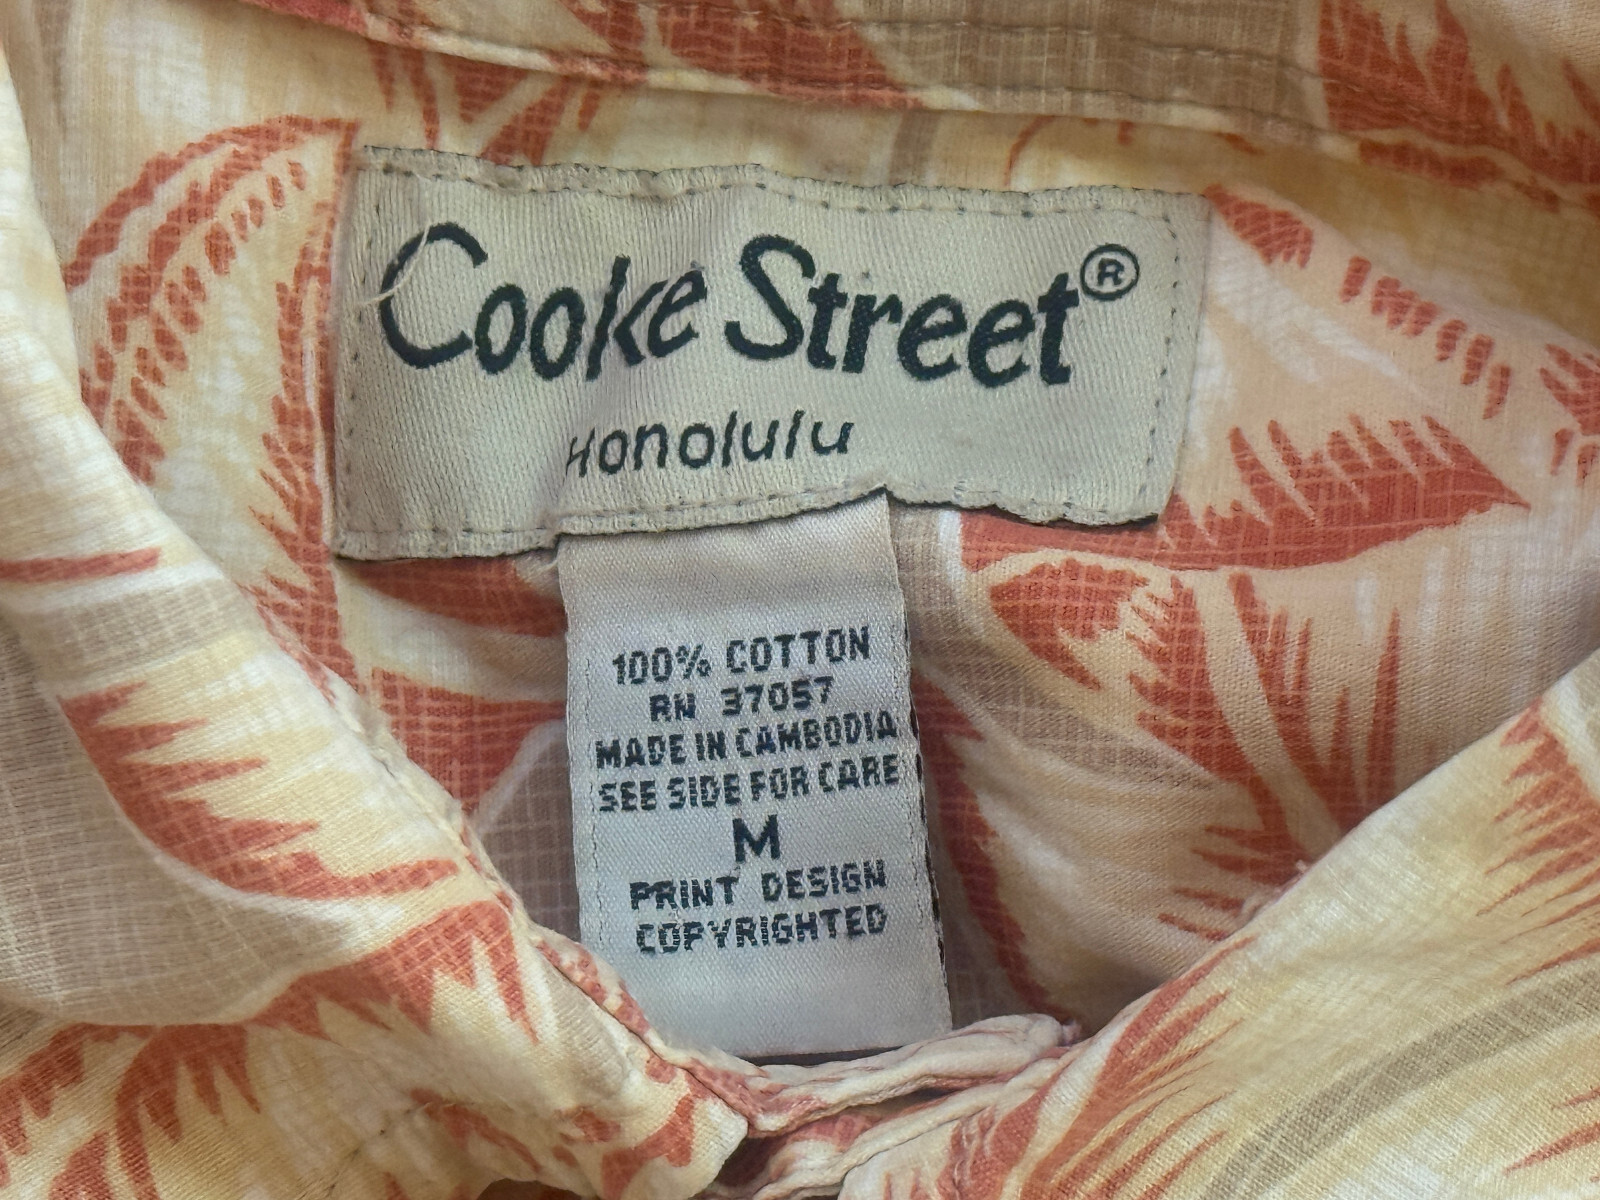 Cooke Street®
Honolulu
100% COTTON
RN 37057
MADE IN CAMBODIA
SEE SIDE FOR CARE
M
PRINT DESIGN
COPYRIGHTED